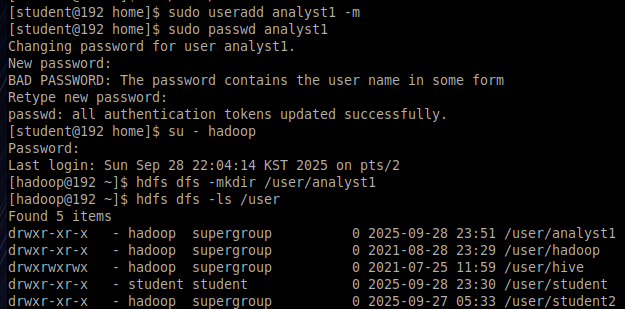 [student@192 home]$ sudo useradd analyst1 -m
[student@192 home]$ sudo passwd analyst1
Changing password for user analyst1.
New password:
BAD PASSWORD: The password contains the user name in some form
Retype new password:
passwd: all authentication tokens updated successfully.
[student@192 home]$ su - hadoop
Password:
Last login: Sun Sep 28 22:04:14 KST 2025 on pts/2
[hadoop@192 ~]$ hdfs dfs -mkdir /user/analyst1
[hadoop@192 ~]$ hdfs dfs -ls /user
Found 5 items
drwxr-xr-x   - hadoop  supergroup          0 2025-09-28 23:51 /user/analyst1
drwxr-xr-x   - hadoop  supergroup          0 2021-08-28 23:29 /user/hadoop
drwxrwxrwx   - hadoop  supergroup          0 2021-07-25 11:59 /user/hive
drwxr-xr-x   - student student             0 2025-09-28 23:30 /user/student
drwxr-xr-x   - hadoop  supergroup          0 2025-09-27 05:33 /user/student2